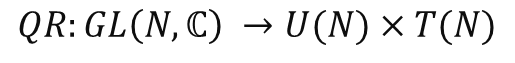 QR: GL(N, ℂ) → U(N) × T(N)